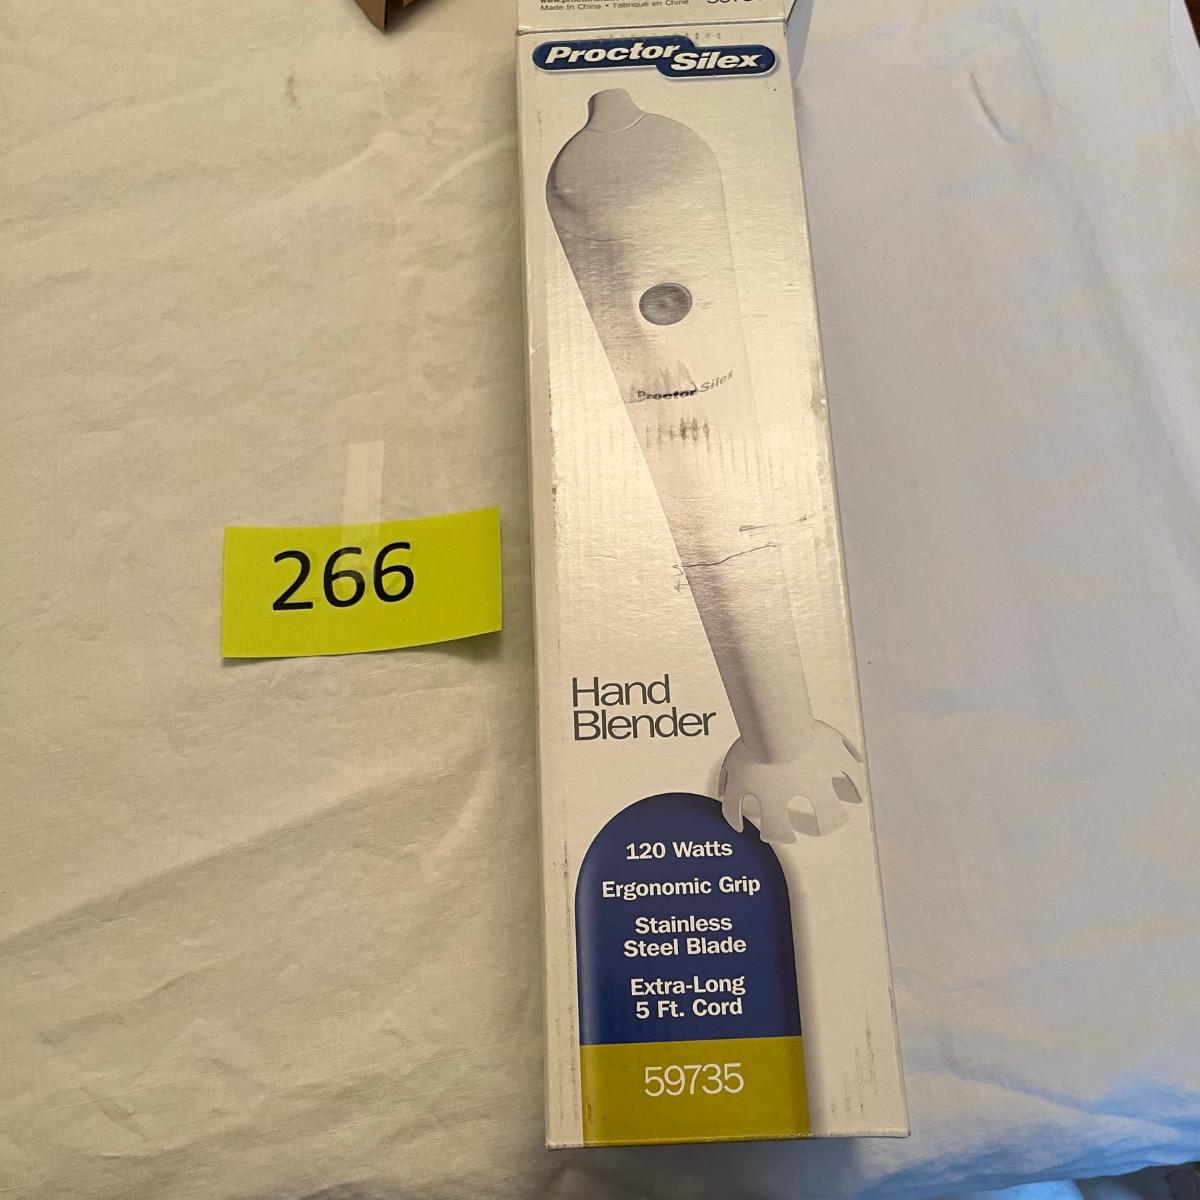 Made in China • Fabriqué en Chine
Proctor Silex®
Proctor Silex
266
Hand
Blender
120 Watts
Ergonomic Grip
Stainless
Steel Blade
Extra-Long
5 Ft. Cord
59735